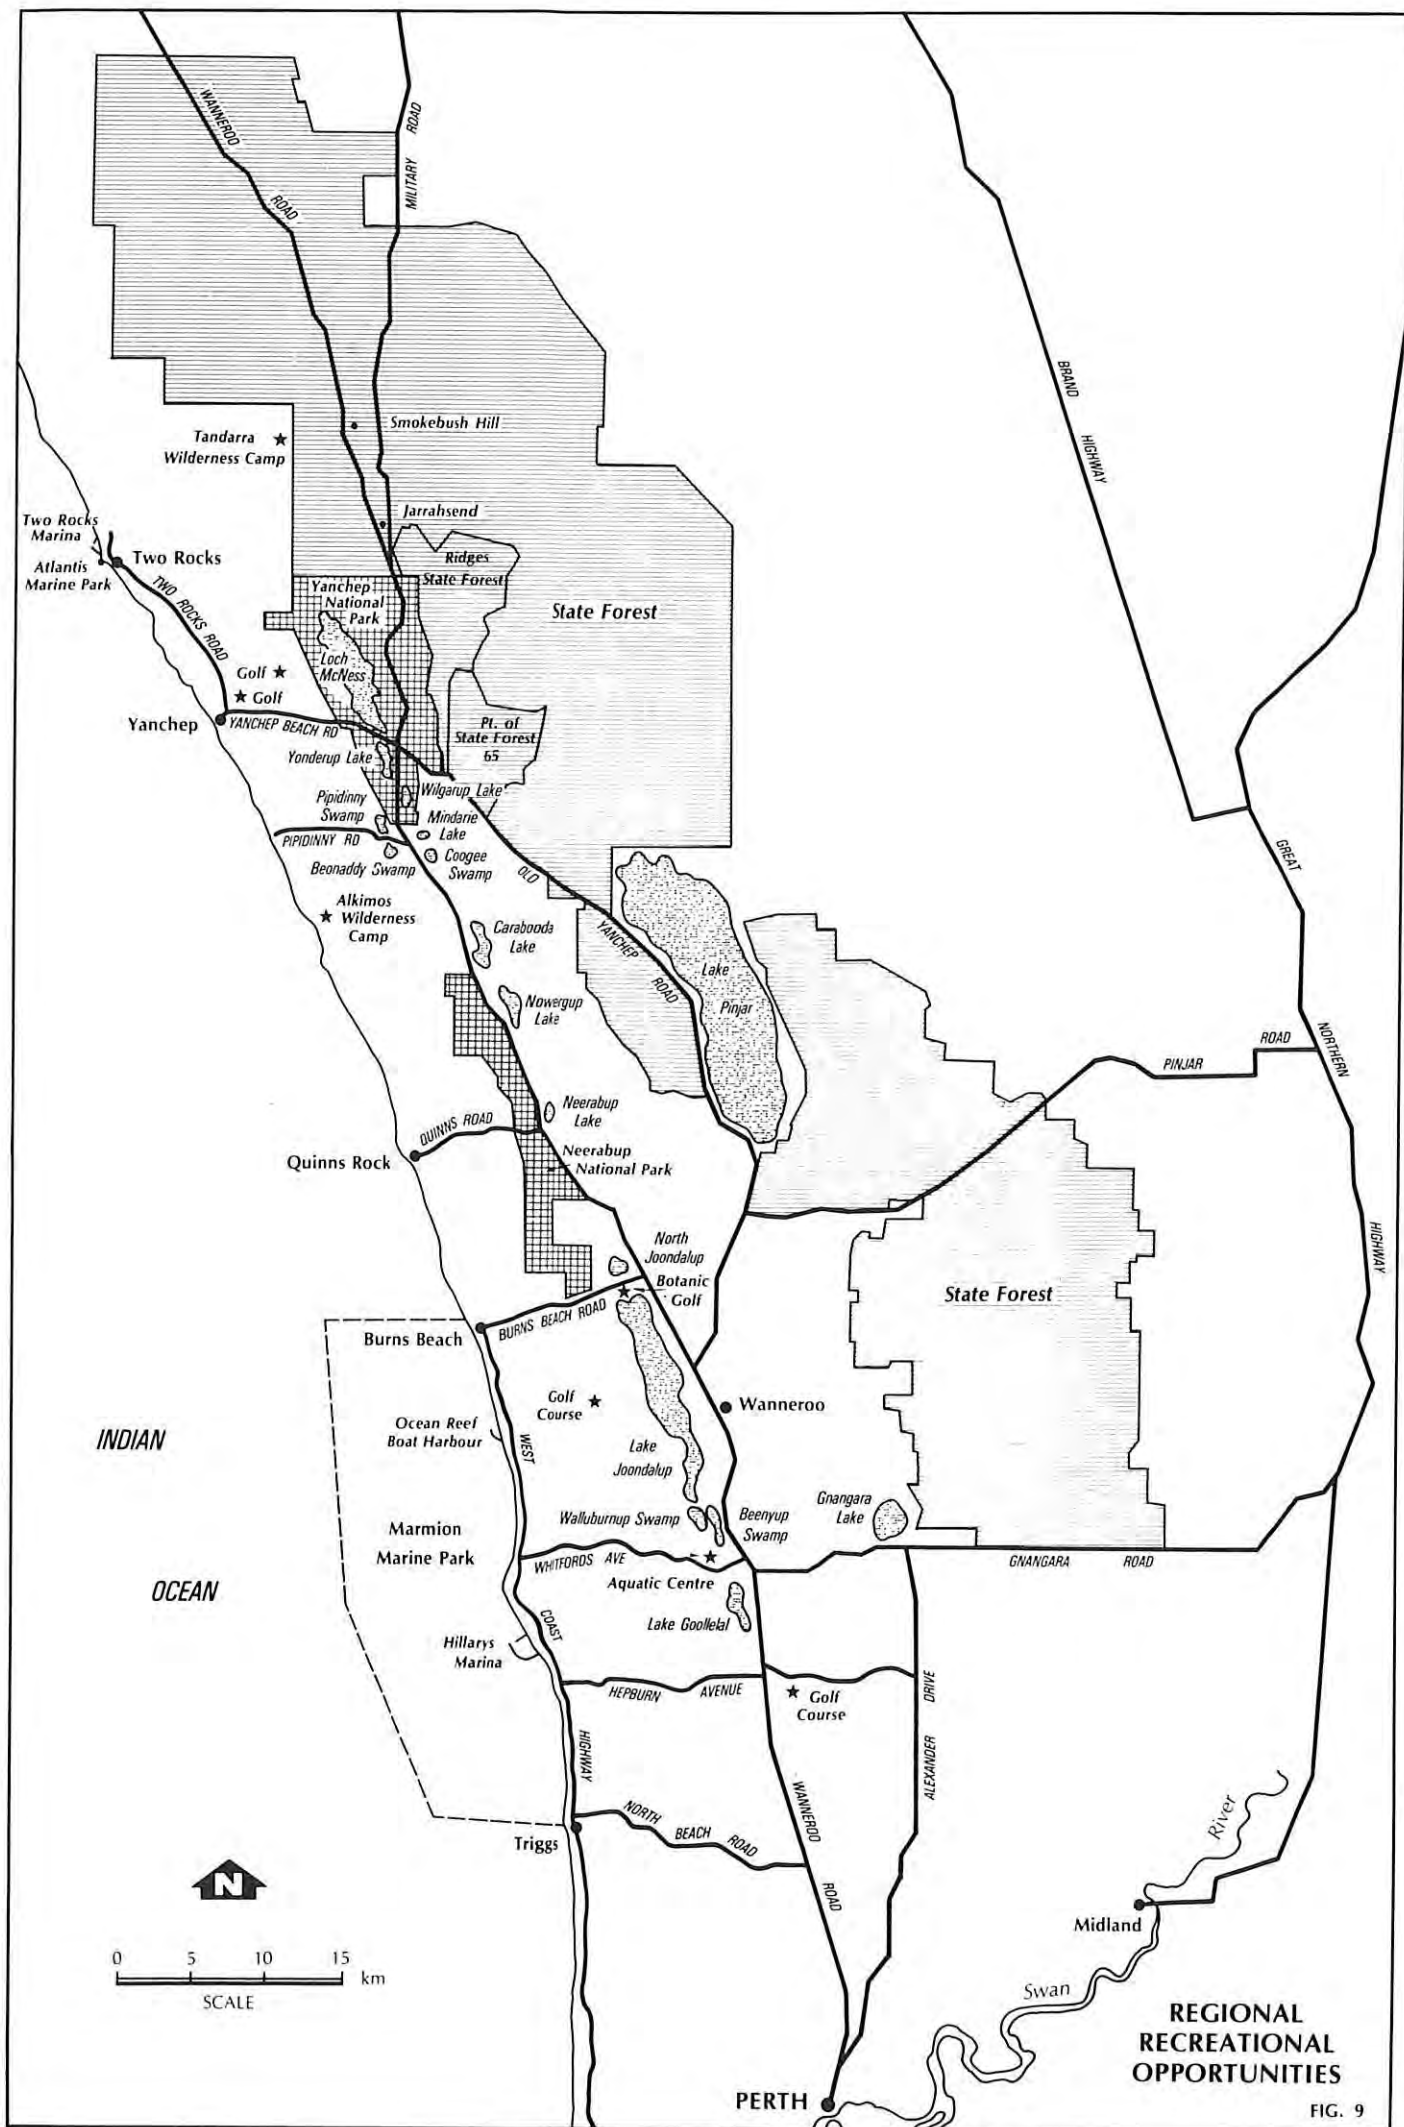 WANNEROO
ROAD
MILITARY
ROAD
BRAND
HIGHWAY
Smokebush Hill
Tandarra
Wilderness Camp
Jarrahsend
Two Rocks
Marina
Two Rocks
Atlantis
Marine Park
TWO ROCKS ROAD
Ridges
State Forest
Yanchep
National
Park
State Forest
Loch
McNess
Golf
Golf
Yanchep
YANCHEP BEACH RD
Pt. of
State Forest
65
Yonderup Lake
Wilgarup Lake
Pipidinny
Swamp
Mindarie
Lake
PIPIDINNY RD
Coogee
Swamp
Beonaddy Swamp
OLD
YANCHEP
ROAD
GREAT
NORTHERN
HIGHWAY
Alkimos
Wilderness
Camp
Carabooda
Lake
Lake
Pinjar
Nowergup
Lake
PINJAR
ROAD
Neerabup
Lake
QUINNS ROAD
Quinns Rock
Neerabup
National Park
North
Joondalup
Botanic
Golf
State Forest
BURNS BEACH ROAD
Burns Beach
Golf
Course
Wanneroo
Ocean Reef
Boat Harbour
WEST
COAST
HIGHWAY
INDIAN
OCEAN
Lake
Joondalup
Walluburnup Swamp
Beenyup
Swamp
Gnangara
Lake
Marmion
Marine Park
WHITFORDS AVE
GNANGARA ROAD
Aquatic Centre
Lake Goollelal
Hillarys
Marina
HEPBURN AVENUE
Golf
Course
ALEXANDER DRIVE
WANNEROO
ROAD
NORTH
BEACH
ROAD
Triggs
N
0 5 10 15
km
SCALE
River
Midland
Swan
PERTH
REGIONAL
RECREATIONAL
OPPORTUNITIES
FIG. 9